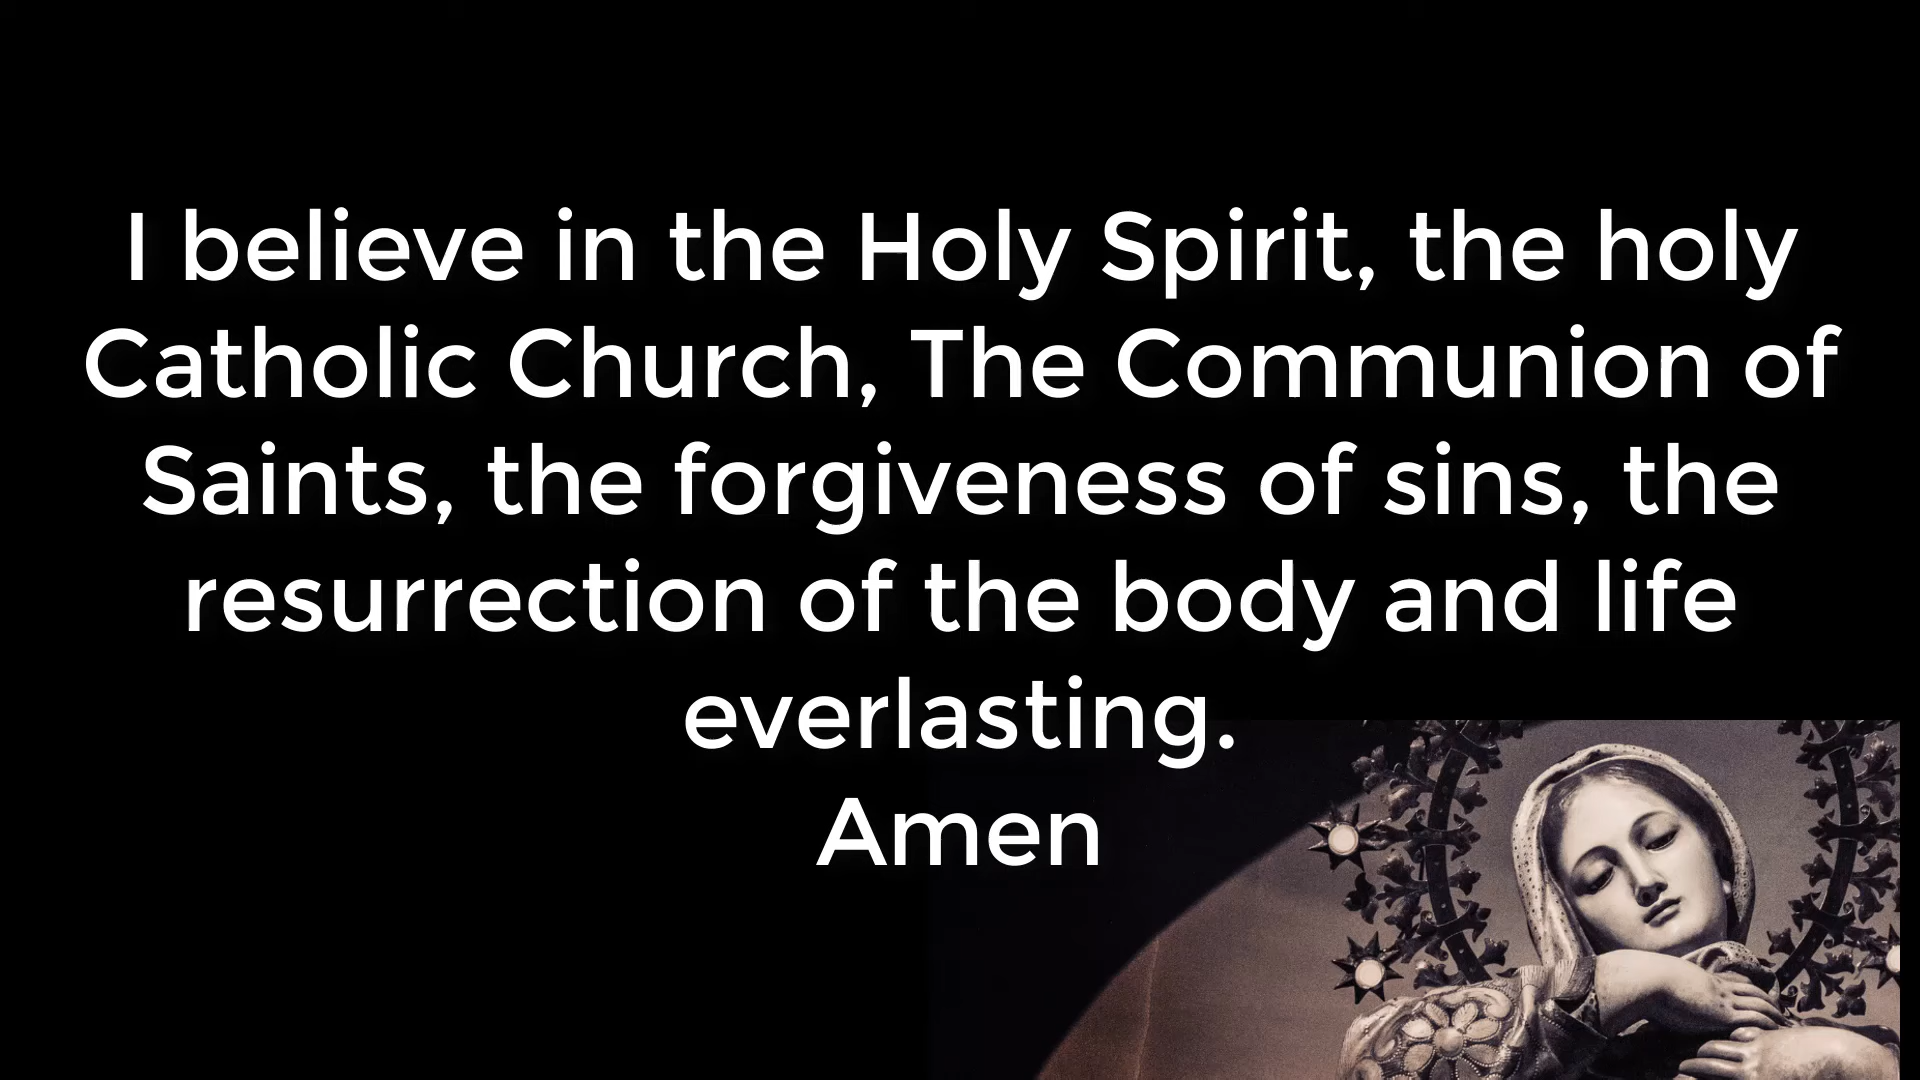 I believe in the Holy Spirit, the holy
Catholic Church, The Communion of
Saints, the forgiveness of sins, the
resurrection of the body and life
everlasting.
Amen